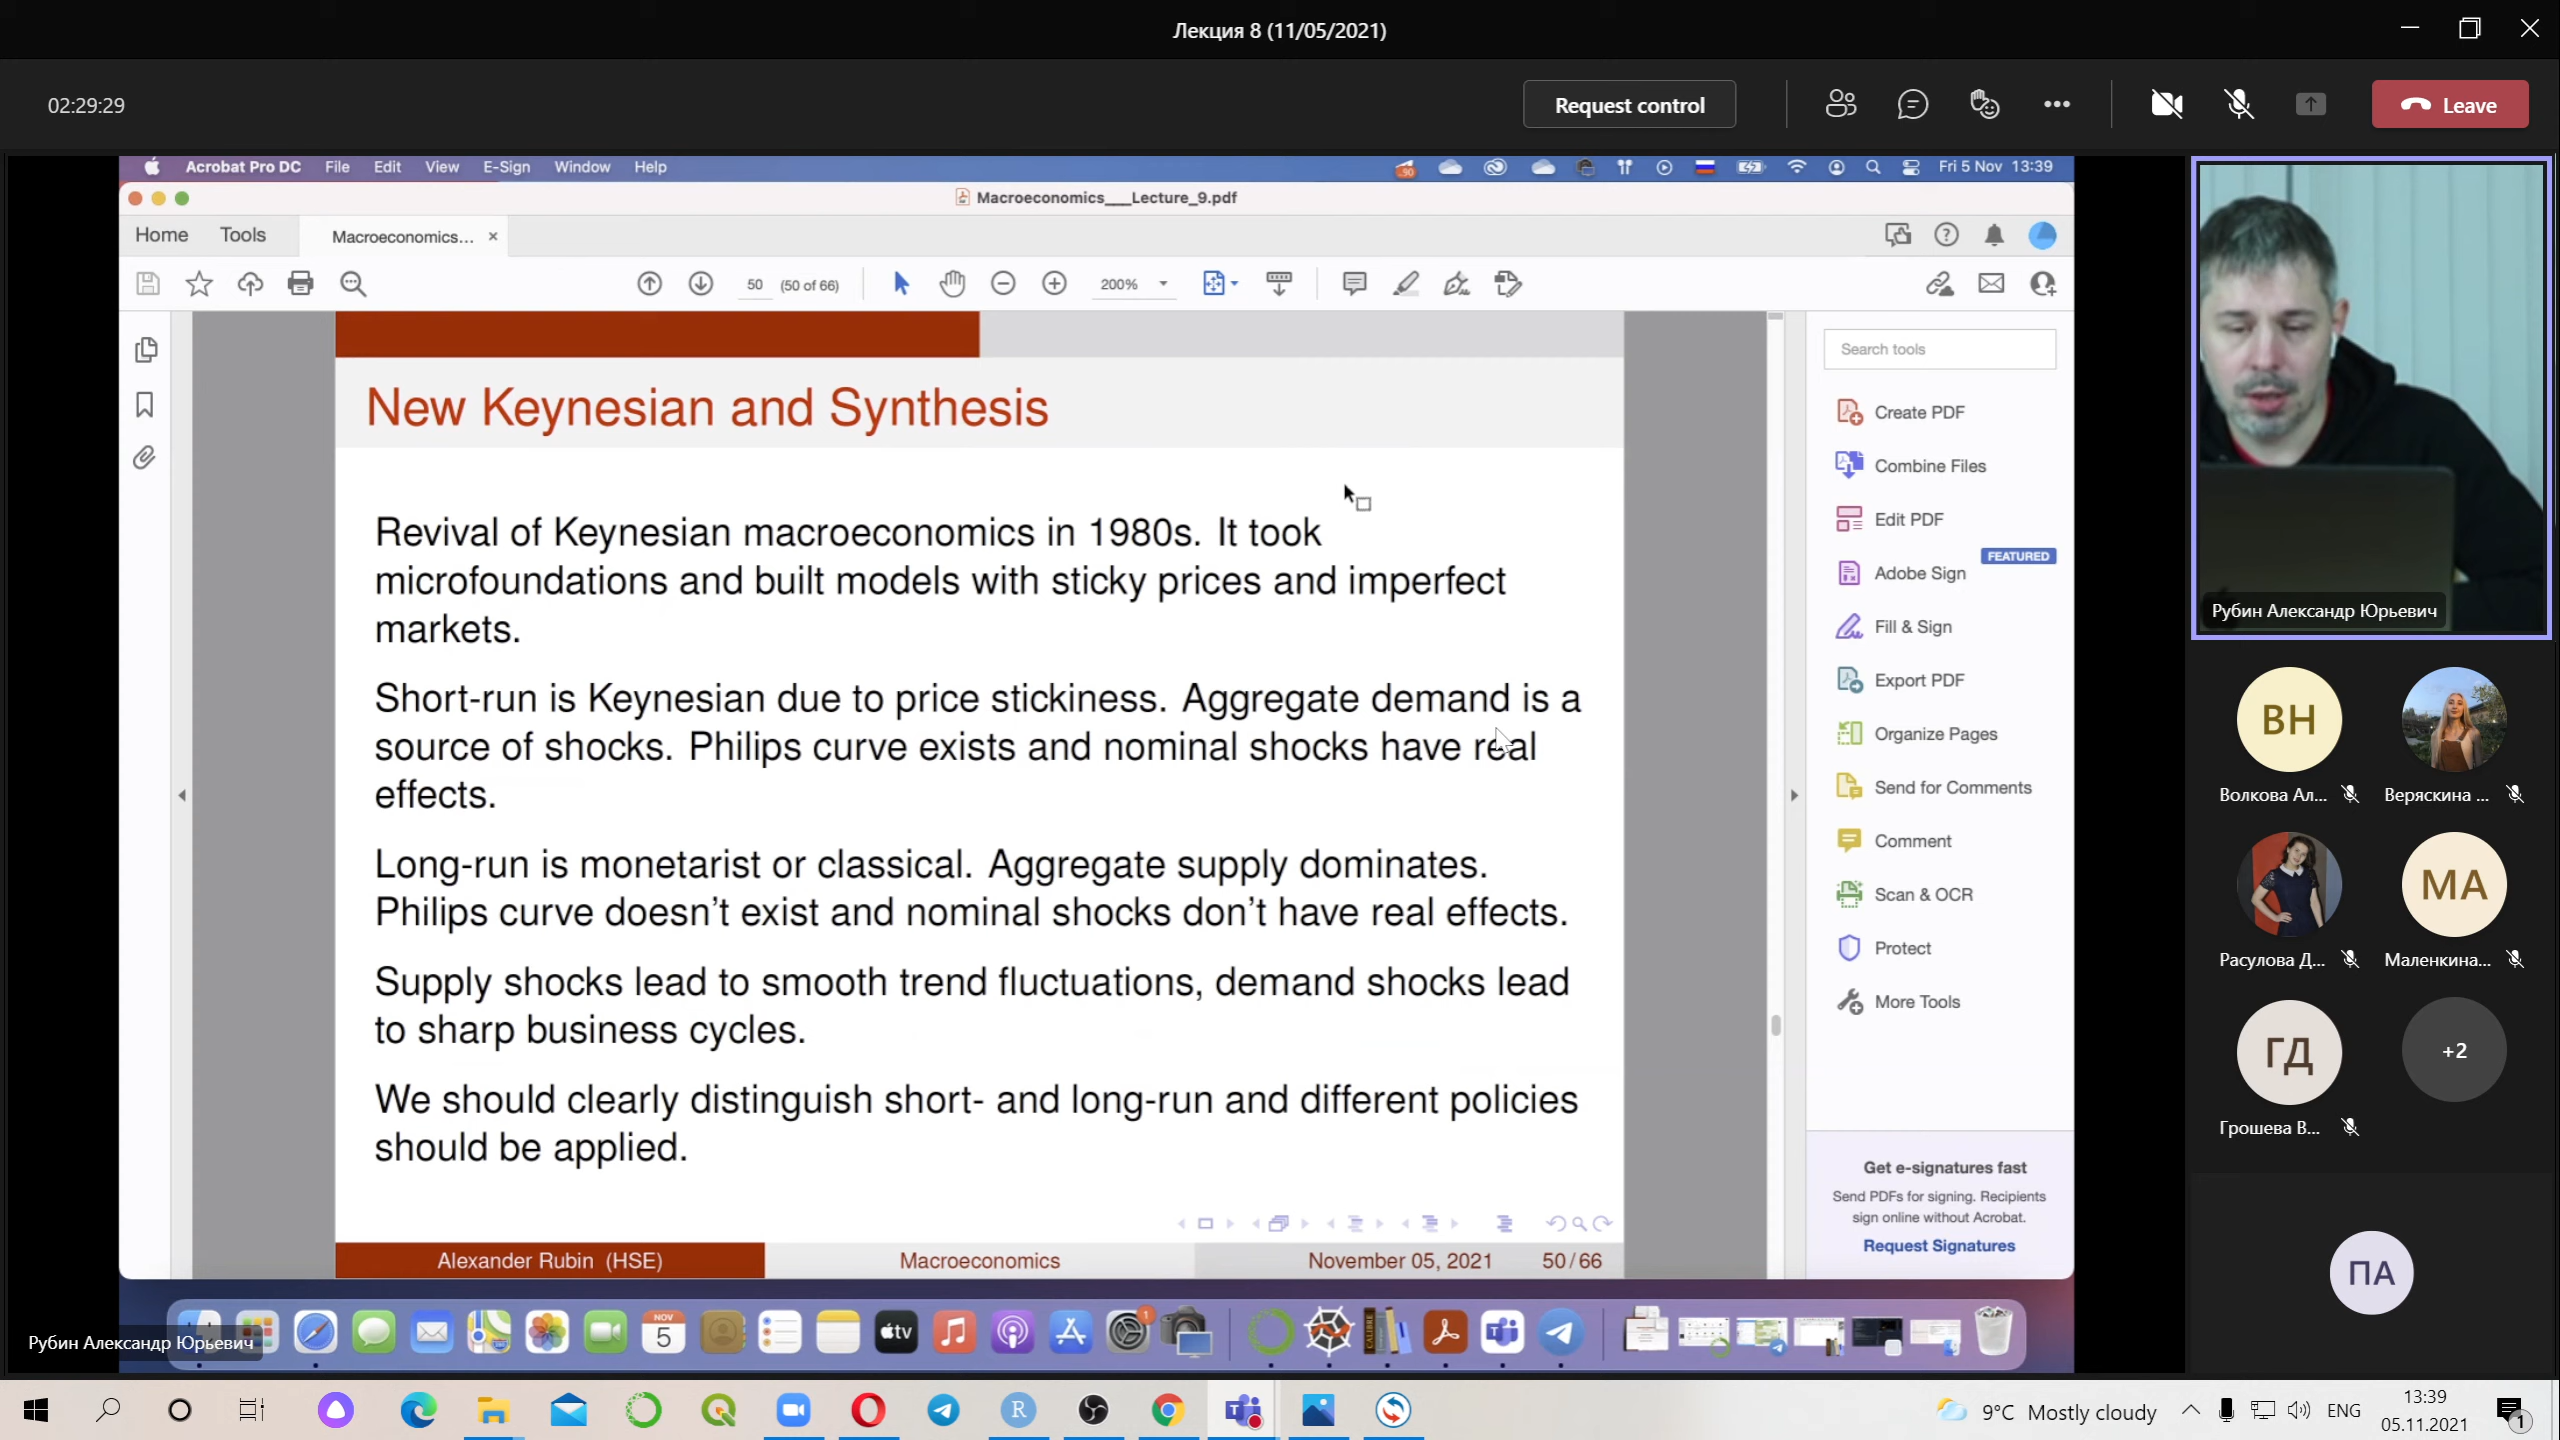 Лекция 8 (11/05/2021)
02:29:29
Request control
Leave
Acrobat Pro DC File Edit View E-Sign Window Help
Fri 5 Nov 13:39
Macroeconomics___Lecture_9.pdf
Home Tools Macroeconomics...
50 (50 of 66) 200%
New Keynesian and Synthesis
Revival of Keynesian macroeconomics in 1980s. It took
microfoundations and built models with sticky prices and imperfect
markets.
Short-run is Keynesian due to price stickiness. Aggregate demand is a
source of shocks. Philips curve exists and nominal shocks have real
effects.
Long-run is monetarist or classical. Aggregate supply dominates.
Philips curve doesn't exist and nominal shocks don't have real effects.
Supply shocks lead to smooth trend fluctuations, demand shocks lead
to sharp business cycles.
We should clearly distinguish short- and long-run and different policies
should be applied.
Alexander Rubin (HSE) Macroeconomics November 05, 2021 50/66
Search tools
Create PDF
Combine Files
Edit PDF
FEATURED
Adobe Sign
Fill & Sign
Export PDF
Organize Pages
Send for Comments
Comment
Scan & OCR
Protect
More Tools
Get e-signatures fast
Send PDFs for signing. Recipients
sign online without Acrobat.
Request Signatures
Рубин Александр Юрьевич
ВН
Волкова Ал... Веряскина ...
МА
Расулова Д... Маленкина...
ГД +2
Грошева В...
ПА
NOV
5
tv
1
Рубин Александр Юрьевич
9°C Mostly cloudy
ENG
13:39
05.11.2021
1